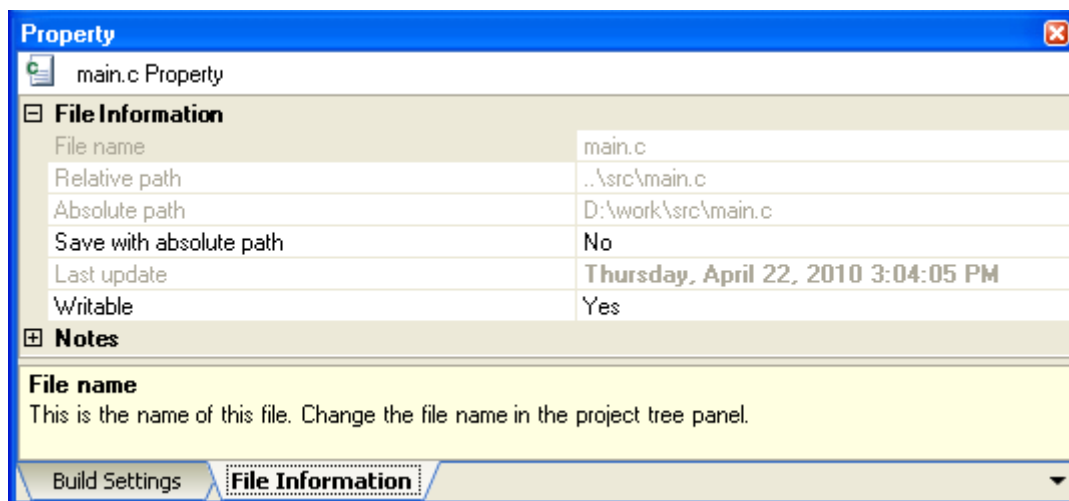 Property
main.c Property
File Information
File name main.c
Relative path ..\src\main.c
Absolute path D:\work\src\main.c
Save with absolute path No
Last update Thursday, April 22, 2010 3:04:05 PM
Writable Yes
Notes
File name
This is the name of this file. Change the file name in the project tree panel.
Build Settings File Information